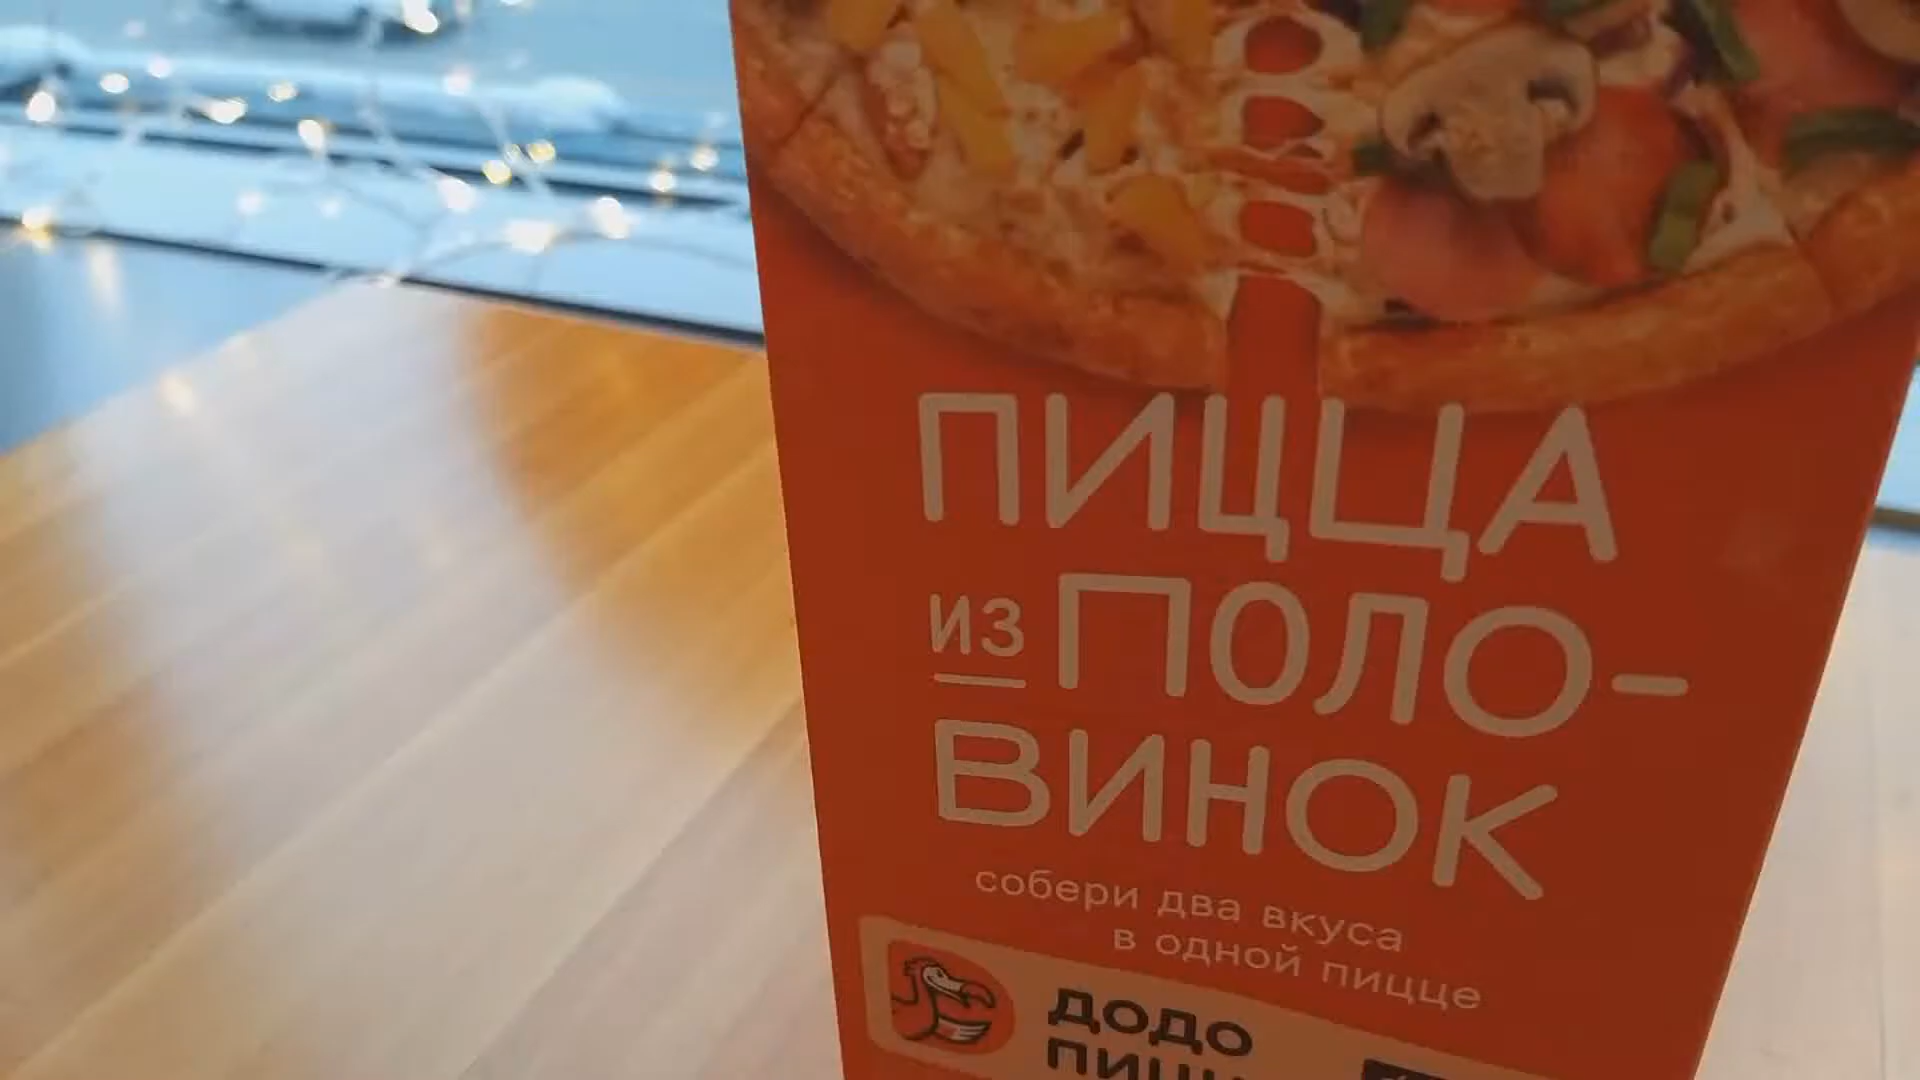 ПИЦЦА
ИЗ ПОЛО-
ВИНОК
собери два вкуса
в одной пицце
ДОДО